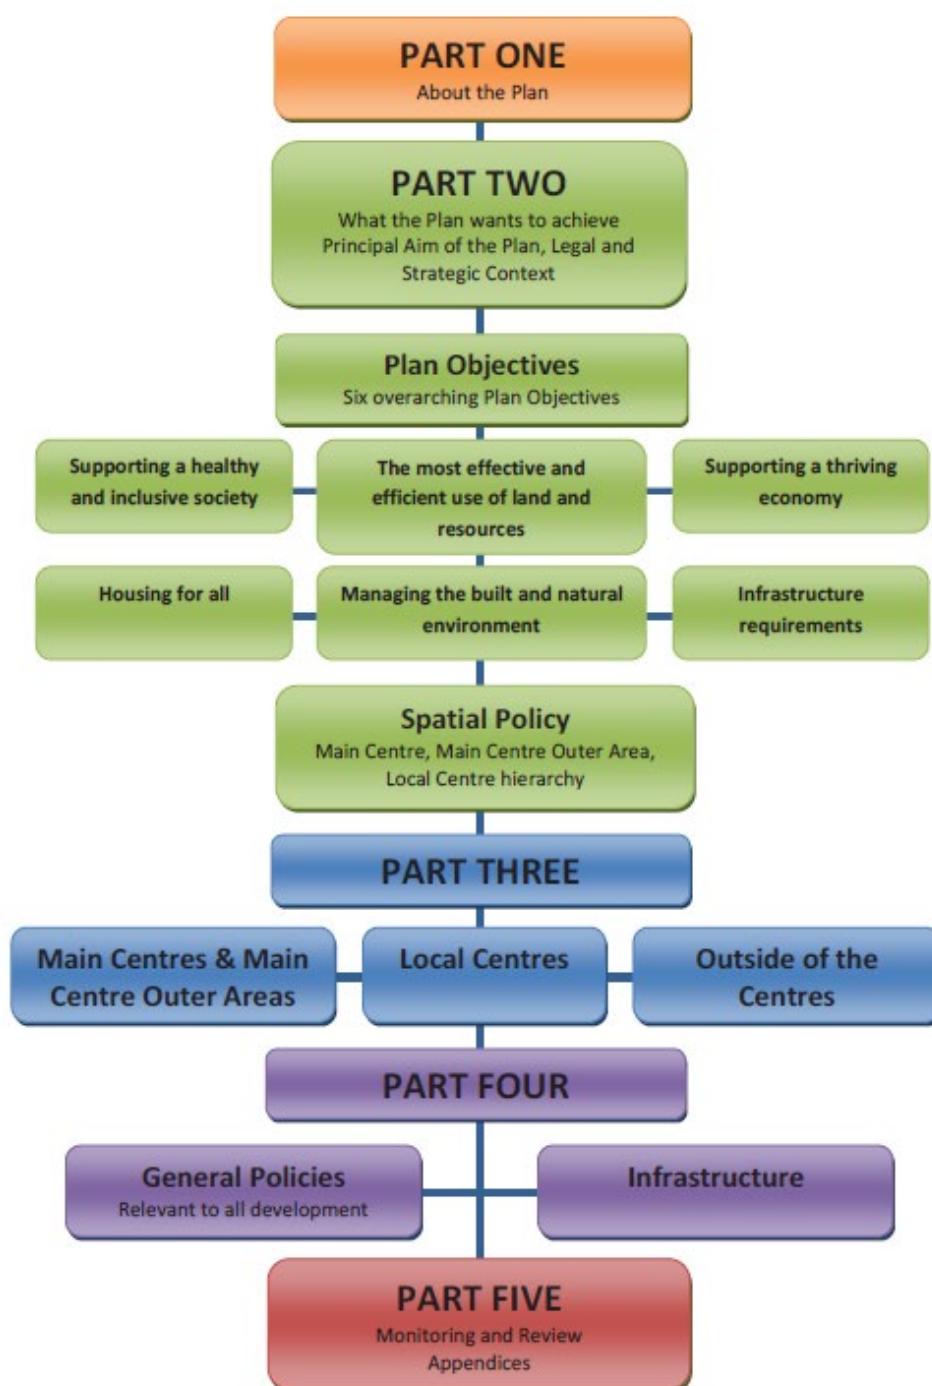 PART ONE
About the Plan
PART TWO
What the Plan wants to achieve
Principal Aim of the Plan, Legal and
Strategic Context
Plan Objectives
Six overarching Plan Objectives
Supporting a healthy
and inclusive society
The most effective and
efficient use of land and
resources
Supporting a thriving
economy
Housing for all
Managing the built and natural
environment
Infrastructure
requirements
Spatial Policy
Main Centre, Main Centre Outer Area,
Local Centre hierarchy
PART THREE
Main Centres & Main
Centre Outer Areas
Local Centres
Outside of the
Centres
PART FOUR
General Policies
Relevant to all development
Infrastructure
PART FIVE
Monitoring and Review
Appendices